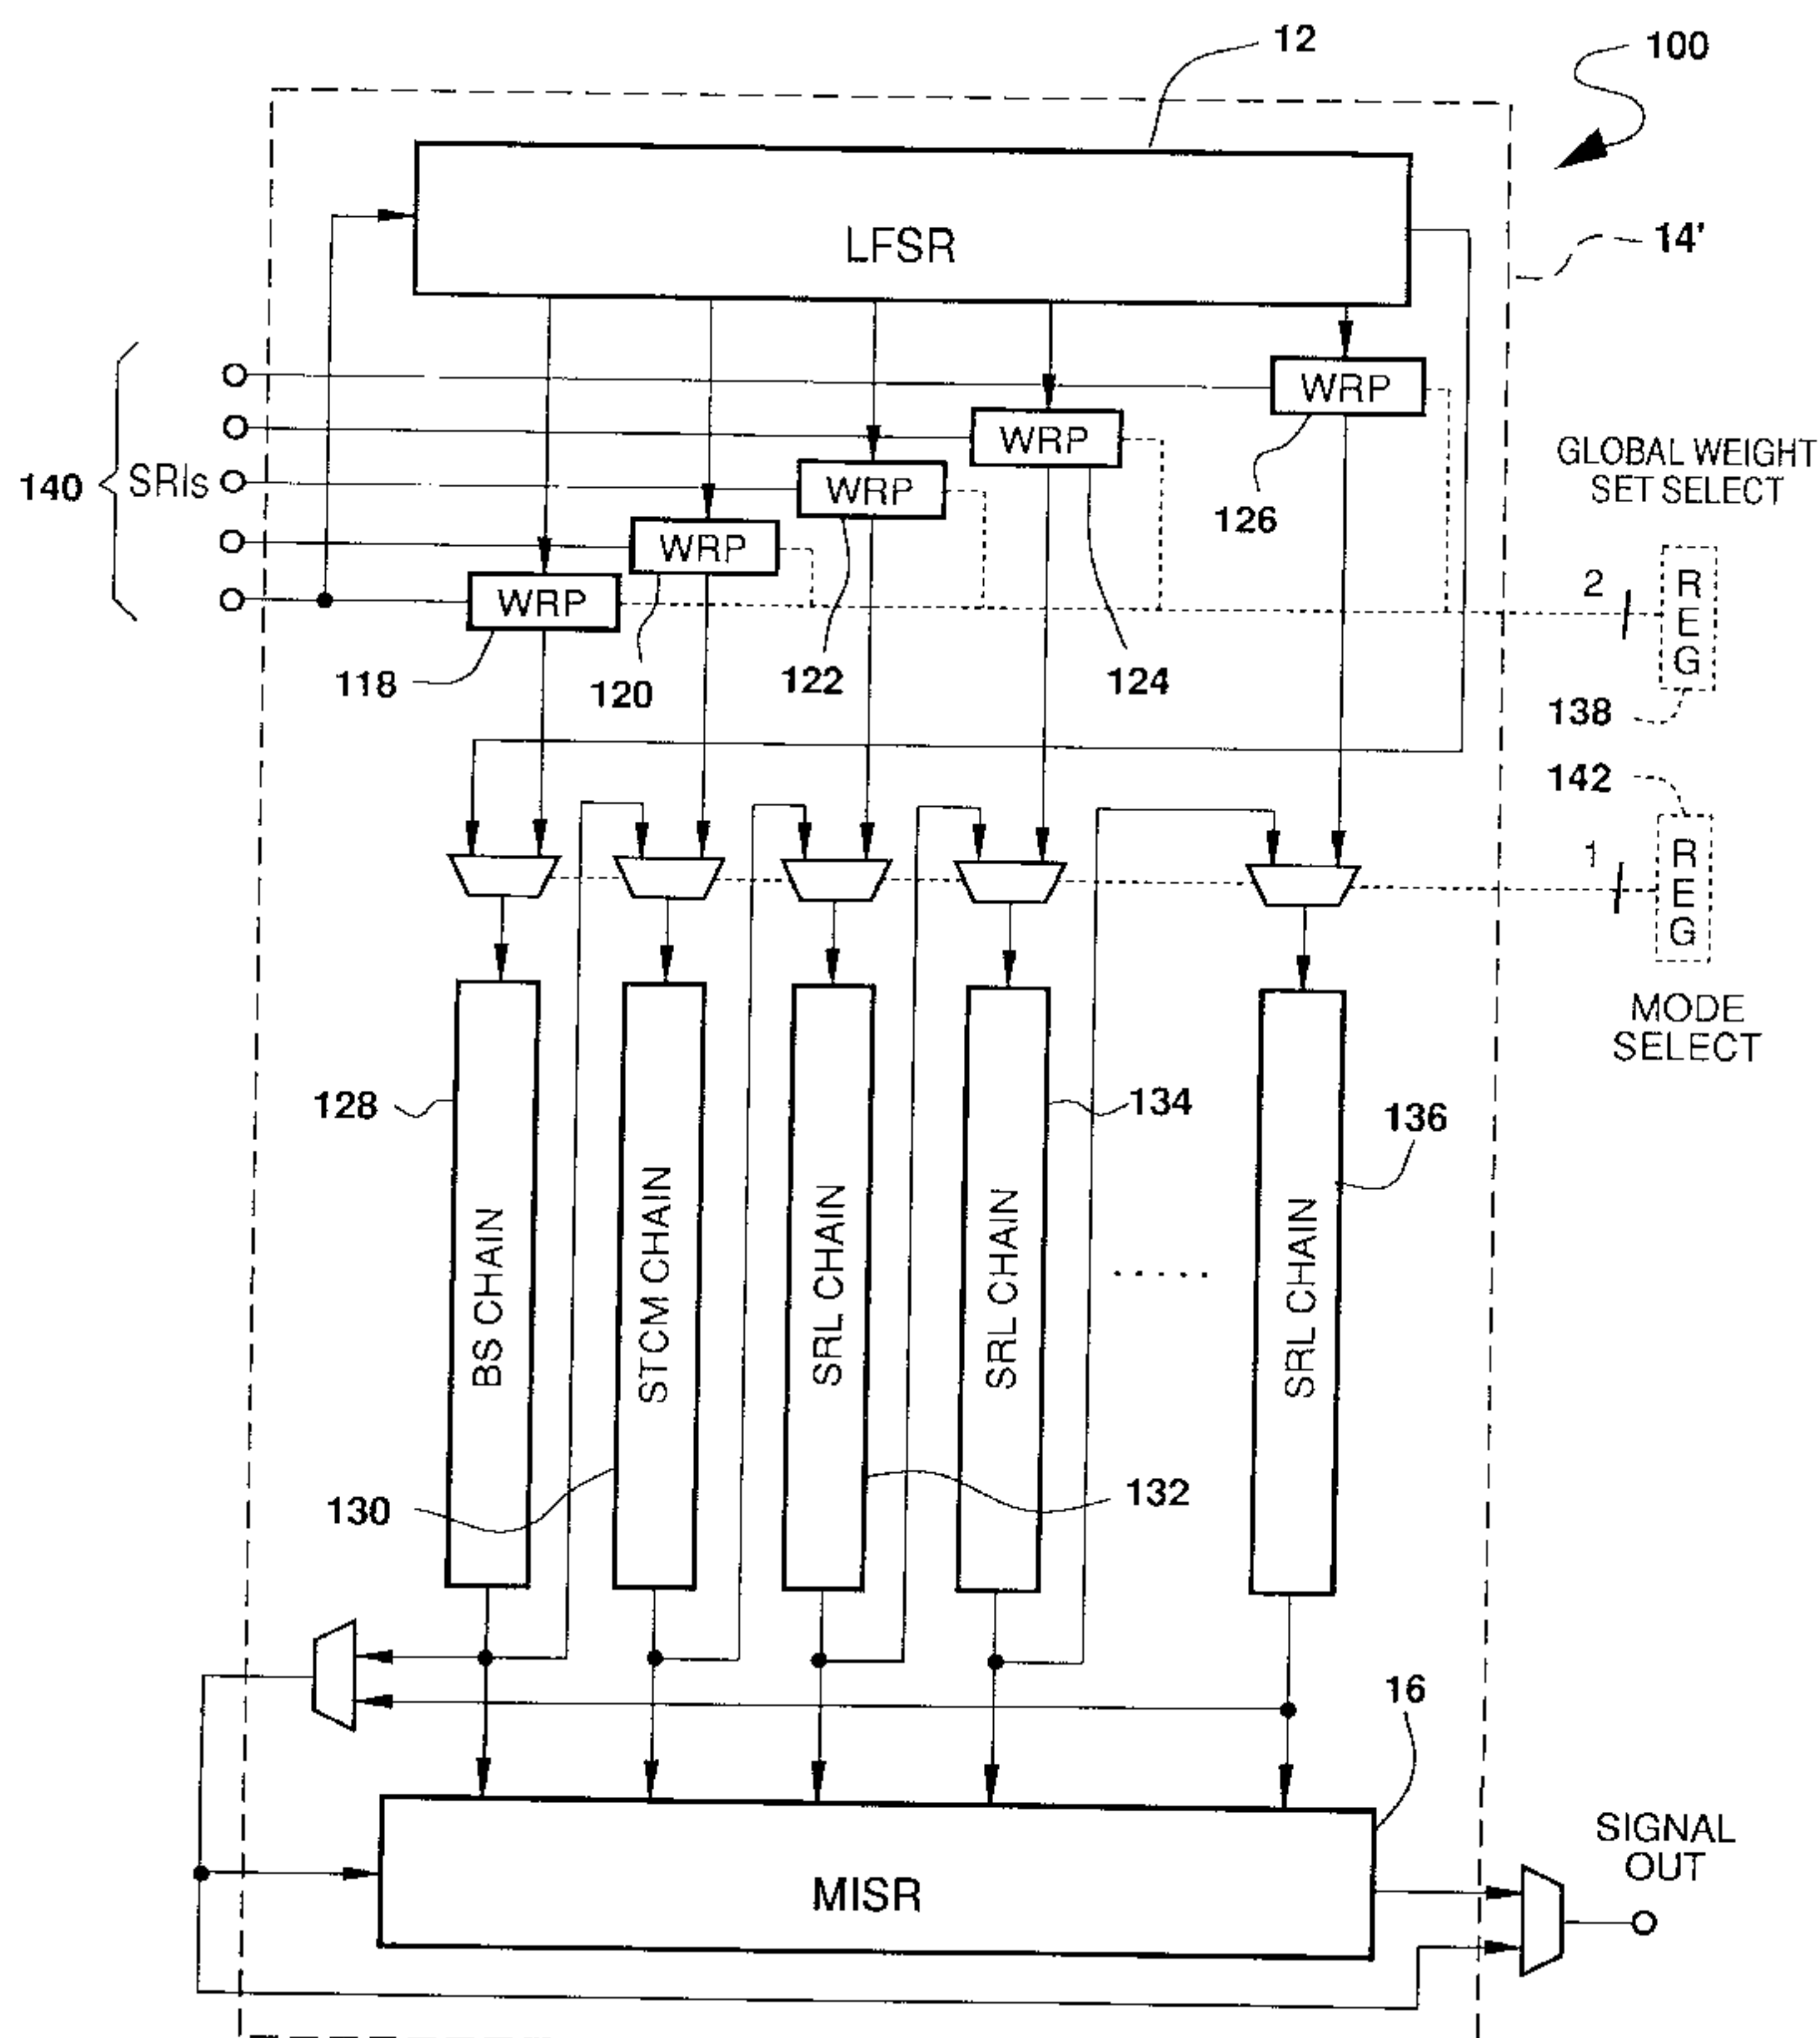 12
100
LFSR
14'
WRP
WRP
GLOBAL WEIGHT
SET SELECT
140
SRIs
WRP
126
WRP
2
REG
WRP
118
120
122
124
138
142
1
REG
MODE
SELECT
128
134
136
BS CHAIN
STCM CHAIN
SRL CHAIN
SRL CHAIN
.....
SRL CHAIN
130
132
16
SIGNAL
OUT
MISR